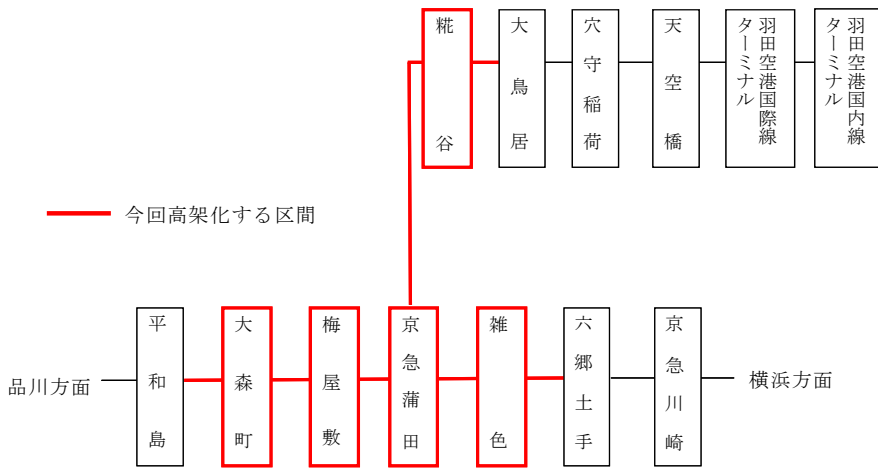 糀谷
大鳥居
穴守稲荷
天空橋
羽田空港国際線
ターミナル
羽田空港国内線
ターミナル
今回高架化する区間
品川方面
平和島
大森町
梅屋敷
京急蒲田
雑色
六郷土手
京急川崎
横浜方面